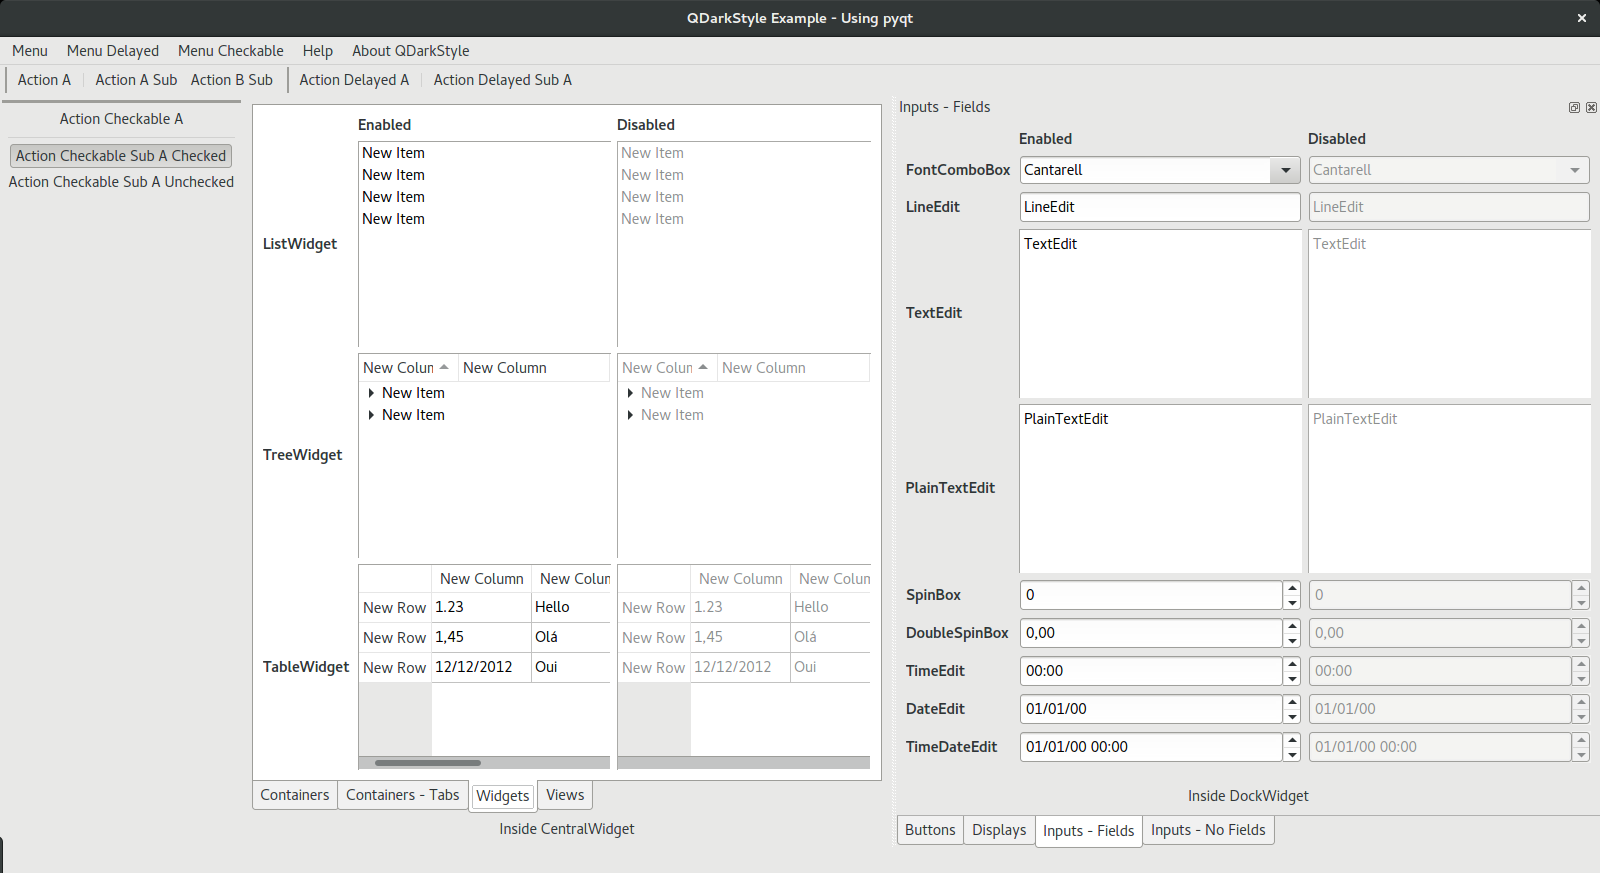 QDarkStyle Example - Using pyqt
Menu Menu Delayed Menu Checkable Help About QDarkStyle
Action A Action A Sub Action B Sub Action Delayed A Action Delayed Sub A
Action Checkable A
Action Checkable Sub A Checked
Action Checkable Sub A Unchecked
Enabled Disabled
ListWidget
New Item New Item
New Item New Item
New Item New Item
New Item New Item
TreeWidget
New Colun New Column New Colun New Column
New Item New Item
New Item New Item
TableWidget
New Column New Colun New Column New Colun
New Row 1.23 Hello New Row 1.23 Hello
New Row 1,45 Olá New Row 1,45 Olá
New Row 12/12/2012 Oui New Row 12/12/2012 Oui
Containers Containers - Tabs Widgets Views
Inside CentralWidget
Inputs - Fields
Enabled Disabled
FontComboBox Cantarell Cantarell
LineEdit LineEdit LineEdit
TextEdit TextEdit TextEdit
PlainTextEdit PlainTextEdit PlainTextEdit
SpinBox 0 0
DoubleSpinBox 0,00 0,00
TimeEdit 00:00 00:00
DateEdit 01/01/00 01/01/00
TimeDateEdit 01/01/00 00:00 01/01/00 00:00
Inside DockWidget
Buttons Displays Inputs - Fields Inputs - No Fields